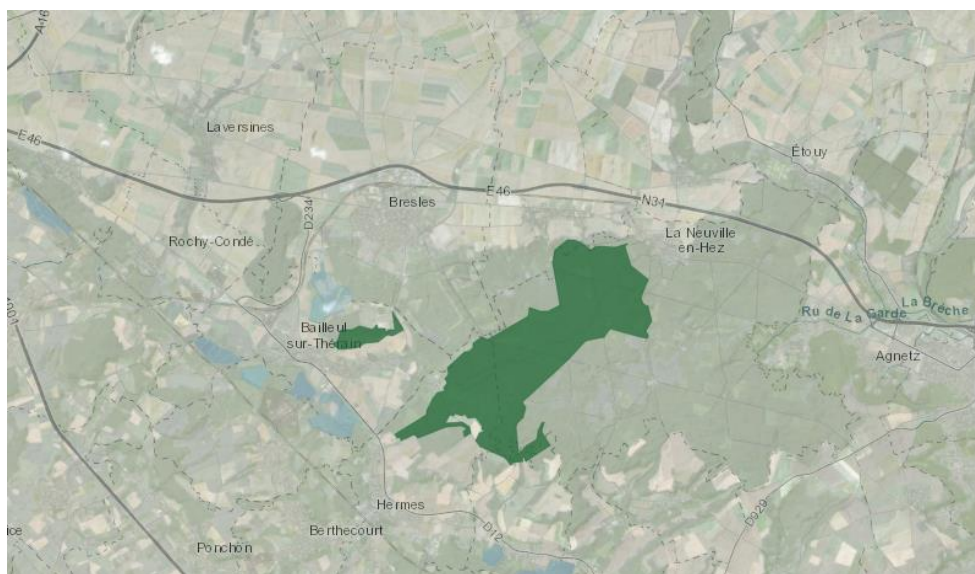 A16
Étouy
Laversines
E46
E46
N31
Bresles
D234
La Neuville
en-Hez
Rochy-Condé...
La Brèche
Ru de La Garde
Bailleul
sur-Thérain
Agnetz
Hermes
D929
Berthecourt
D12
Ponchon